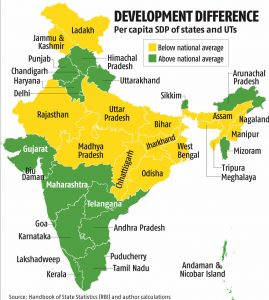 DEVELOPMENT DIFFERENCE
Per capita SDP of states and UTs
Below national average
Above national average
Ladakh
Jammu &
Kashmir
Punjab
Chandigarh
Haryana
Delhi
Himachal
Pradesh
Uttarakhand
Arunachal
Pradesh
Sikkim
Rajasthan
Uttar
Pradesh
Bihar
Assam
Nagaland
Manipur
Mizoram
Tripura
Meghalaya
Gujarat
Madhya
Pradesh
Jharkhand
West
Bengal
Chhattisgarh
Odisha
Diu
Daman
Maharashtra
Telangana
Goa
Karnataka
Andhra Pradesh
Lakshadweep
Kerala
Puducherry
Tamil Nadu
Andaman &
Nicobar Island
Source: Handbook of State Statistics (RBI) and author calculations